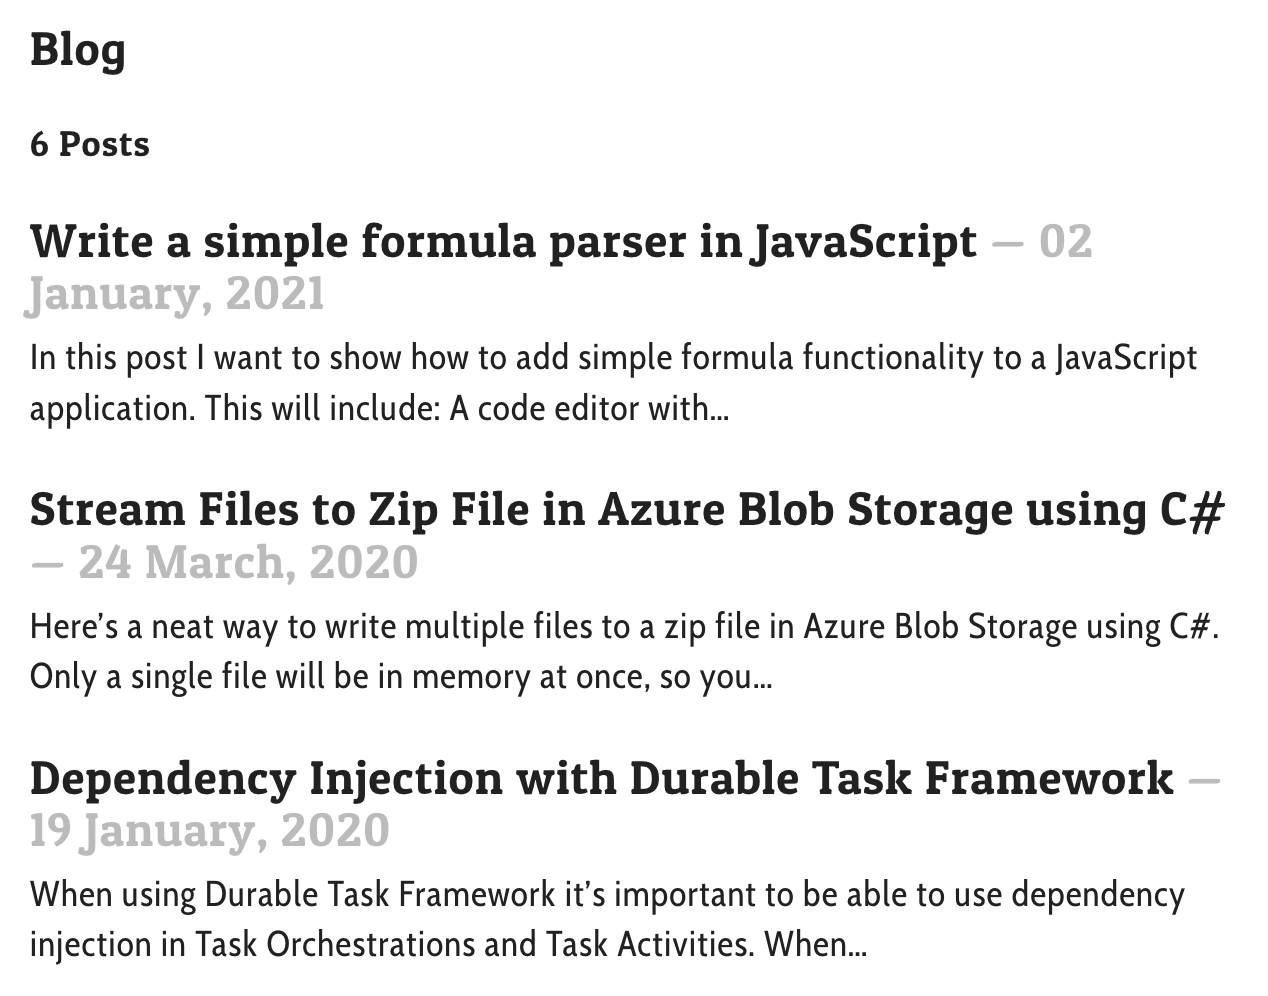 Blog
6 Posts
Write a simple formula parser in JavaScript — 02
January, 2021
In this post I want to show how to add simple formula functionality to a JavaScript
application. This will include: A code editor with...
Stream Files to Zip File in Azure Blob Storage using C#
— 24 March, 2020
Here’s a neat way to write multiple files to a zip file in Azure Blob Storage using C#.
Only a single file will be in memory at once, so you...
Dependency Injection with Durable Task Framework —
19 January, 2020
When using Durable Task Framework it’s important to be able to use dependency
injection in Task Orchestrations and Task Activities. When...